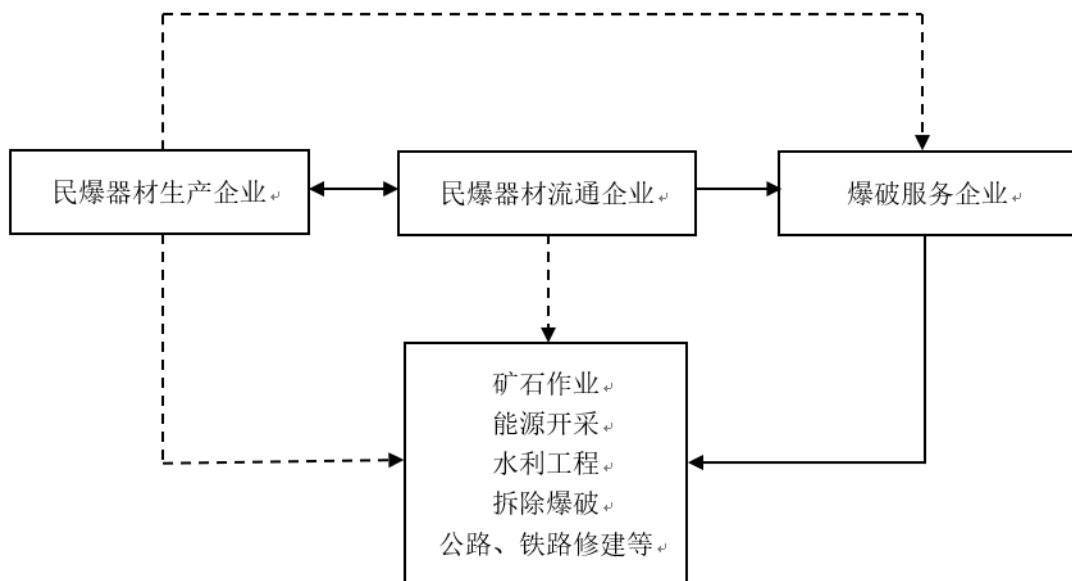 民爆器材生产企业
民爆器材流通企业
爆破服务企业
矿石作业
能源开采
水利工程
拆除爆破
公路、铁路修建等